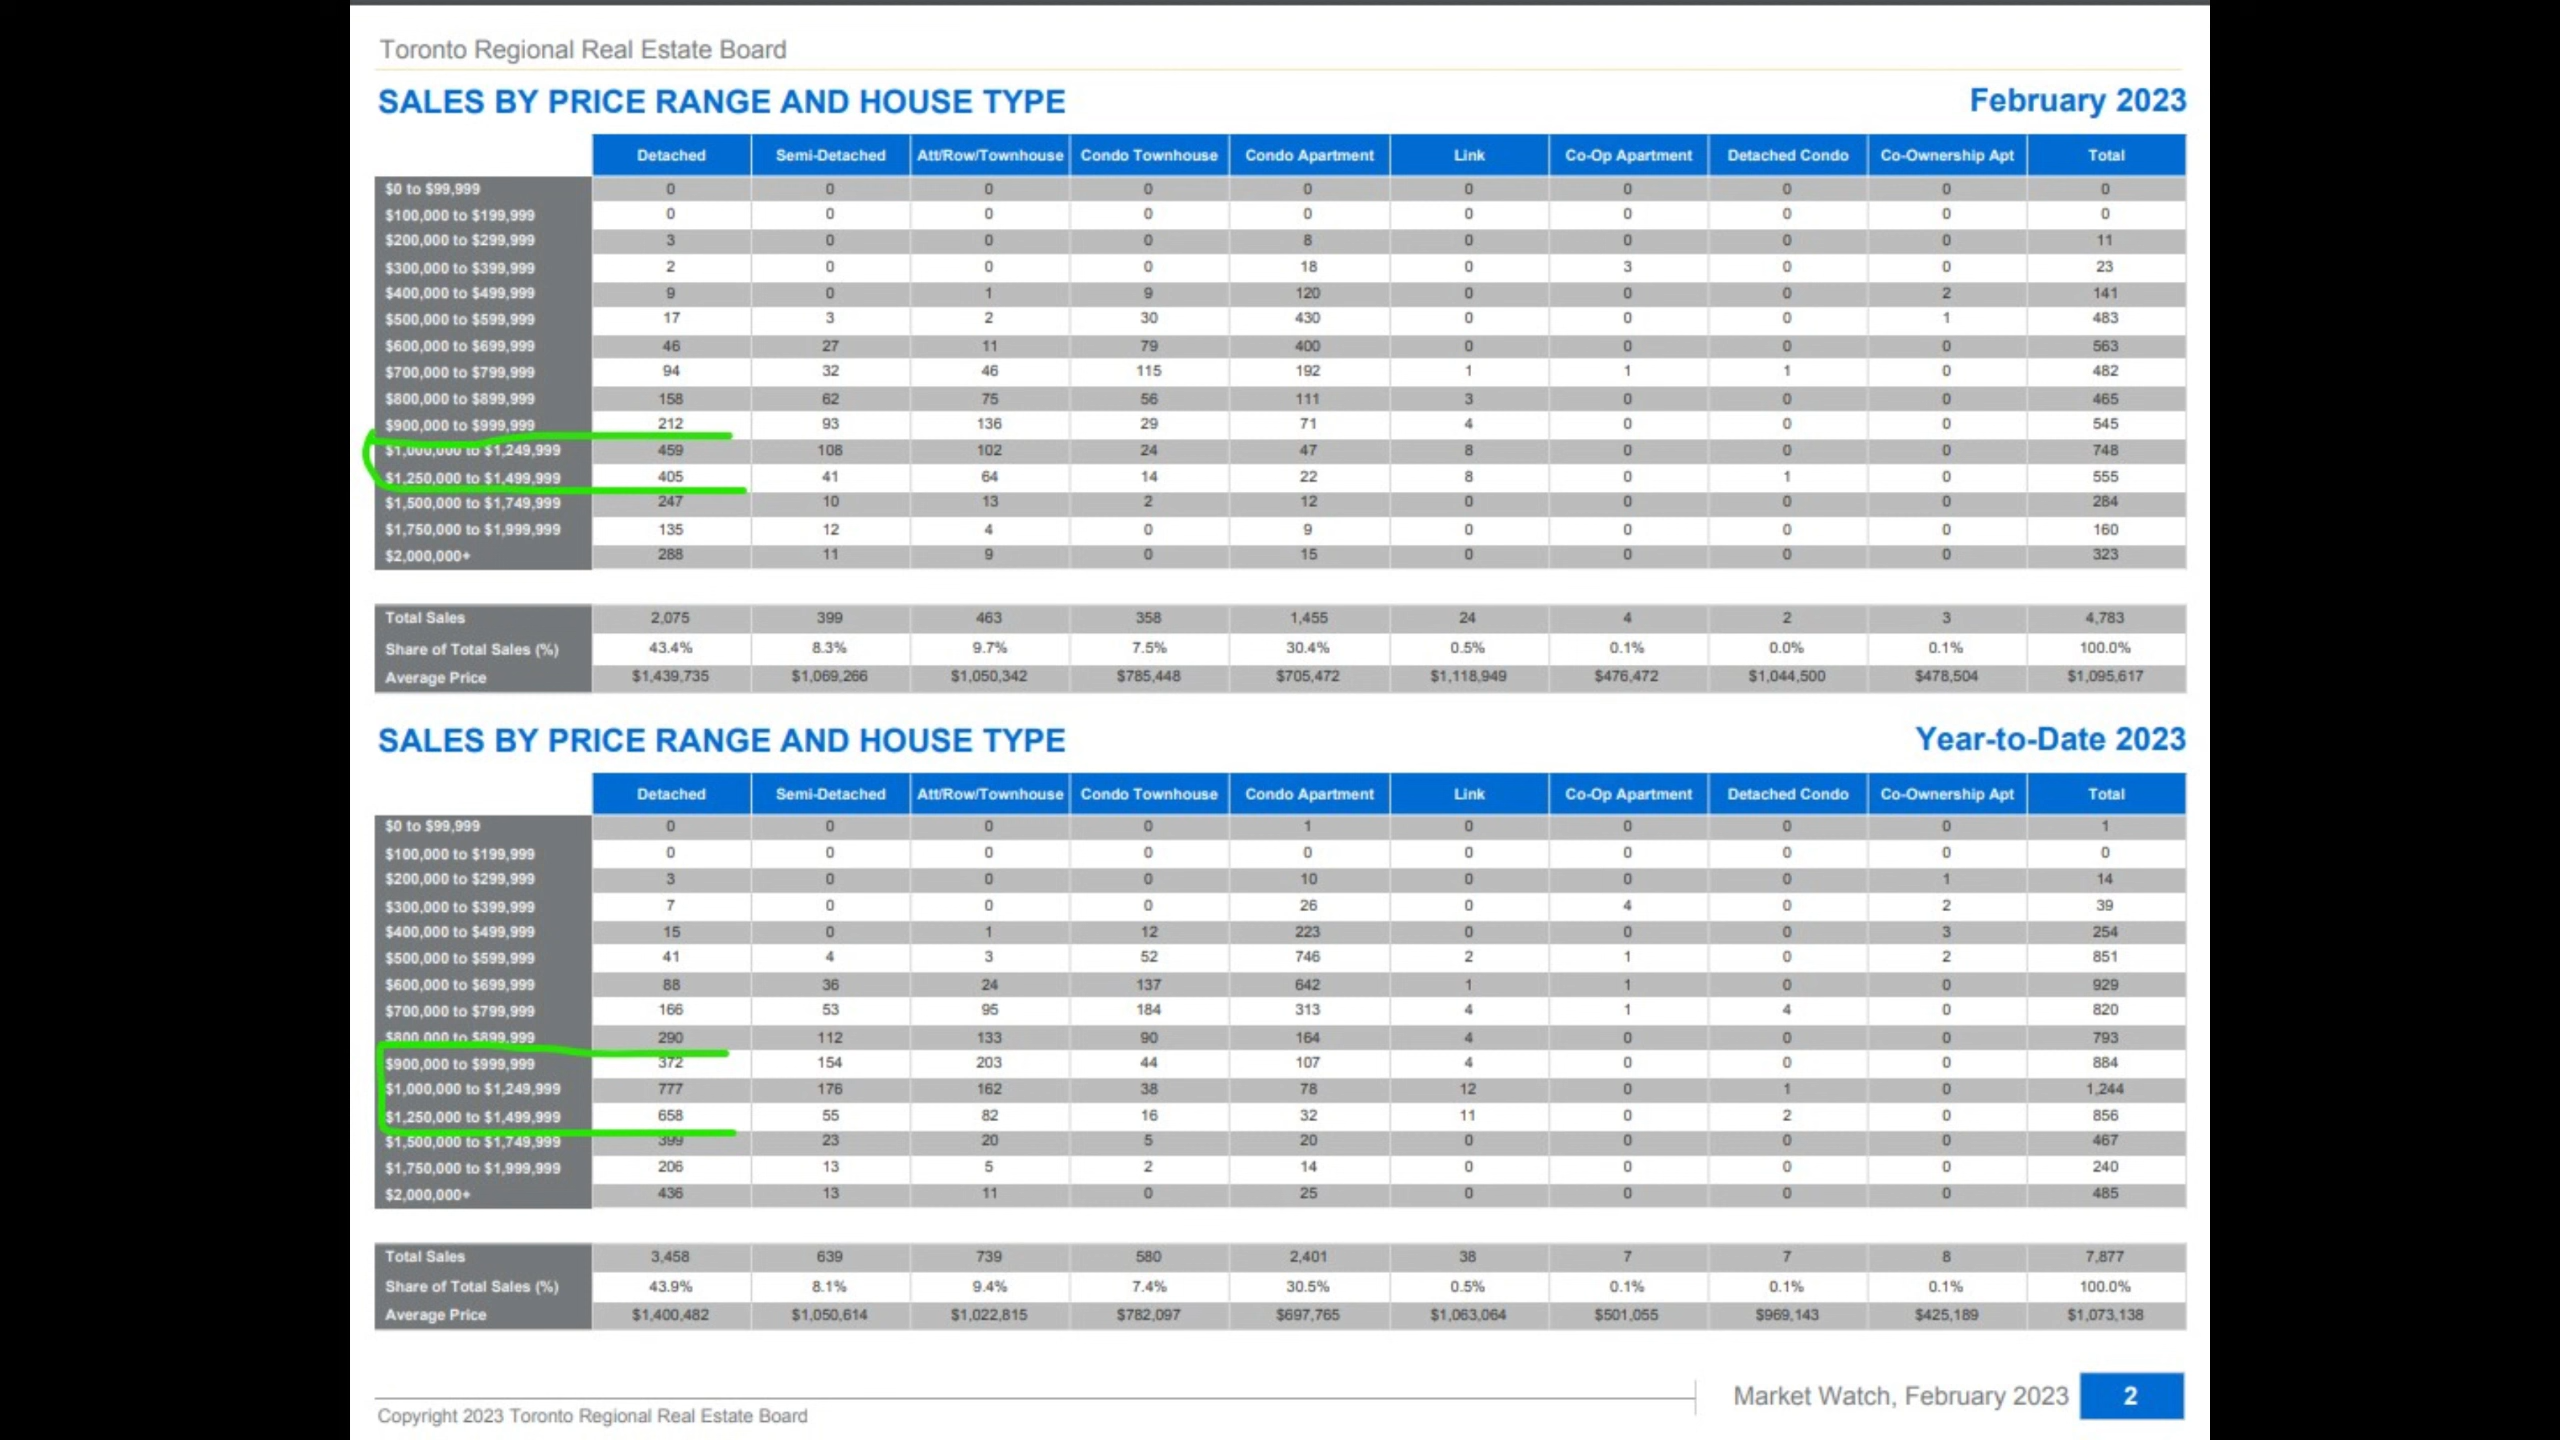 Toronto Regional Real Estate Board
SALES BY PRICE RANGE AND HOUSE TYPE February 2023
Detached Semi-Detached Att/Row/Townhouse Condo Townhouse Condo Apartment Link Co-Op Apartment Detached Condo Co-Ownership Apt Total
$0 to $99,999 0 0 0 0 0 0 0 0 0 0
$100,000 to $199,999 0 0 0 0 0 0 0 0 0 0
$200,000 to $299,999 3 0 0 0 8 0 0 0 0 11
$300,000 to $399,999 2 0 0 0 18 0 3 0 0 23
$400,000 to $499,999 9 0 1 9 120 0 0 0 2 141
$500,000 to $599,999 17 3 2 30 430 0 0 0 1 483
$600,000 to $699,999 46 27 11 79 400 0 0 0 0 563
$700,000 to $799,999 94 32 46 115 192 1 1 1 0 482
$800,000 to $899,999 158 62 75 56 111 3 0 0 0 465
$900,000 to $999,999 212 93 136 29 71 4 0 0 0 545
$1,000,000 to $1,249,999 459 108 102 24 47 8 0 0 0 748
$1,250,000 to $1,499,999 405 41 64 14 22 8 0 1 0 555
$1,500,000 to $1,749,999 247 10 13 2 12 0 0 0 0 284
$1,750,000 to $1,999,999 135 12 4 0 9 0 0 0 0 160
$2,000,000+ 288 11 9 0 15 0 0 0 0 323
Total Sales 2,075 399 463 358 1,455 24 4 2 3 4,783
Share of Total Sales (%) 43.4% 8.3% 9.7% 7.5% 30.4% 0.5% 0.1% 0.0% 0.1% 100.0%
Average Price $1,439,735 $1,069,266 $1,050,342 $785,448 $705,472 $1,118,949 $476,472 $1,044,500 $478,504 $1,095,617
SALES BY PRICE RANGE AND HOUSE TYPE Year-to-Date 2023
Detached Semi-Detached Att/Row/Townhouse Condo Townhouse Condo Apartment Link Co-Op Apartment Detached Condo Co-Ownership Apt Total
$0 to $99,999 0 0 0 0 1 0 0 0 0 1
$100,000 to $199,999 0 0 0 0 0 0 0 0 0 0
$200,000 to $299,999 3 0 0 0 10 0 0 0 1 14
$300,000 to $399,999 7 0 0 0 26 0 4 0 2 39
$400,000 to $499,999 15 0 1 12 223 0 0 0 3 254
$500,000 to $599,999 41 4 3 52 746 2 1 0 2 851
$600,000 to $699,999 88 36 24 137 642 1 1 0 0 929
$700,000 to $799,999 166 53 95 184 313 4 1 4 0 820
$800,000 to $899,999 290 112 133 90 164 4 0 0 0 793
$900,000 to $999,999 372 154 203 44 107 4 0 0 0 884
$1,000,000 to $1,249,999 777 176 162 38 78 12 0 1 0 1,244
$1,250,000 to $1,499,999 658 55 82 16 32 11 0 2 0 856
$1,500,000 to $1,749,999 399 23 20 5 20 0 0 0 0 467
$1,750,000 to $1,999,999 206 13 5 2 14 0 0 0 0 240
$2,000,000+ 436 13 11 0 25 0 0 0 0 485
Total Sales 3,458 639 739 580 2,401 38 7 7 8 7,877
Share of Total Sales (%) 43.9% 8.1% 9.4% 7.4% 30.5% 0.5% 0.1% 0.1% 0.1% 100.0%
Average Price $1,400,482 $1,050,614 $1,022,815 $782,097 $697,765 $1,063,064 $501,055 $969,143 $425,189 $1,073,138
Market Watch, February 2023 2
Copyright 2023 Toronto Regional Real Estate Board